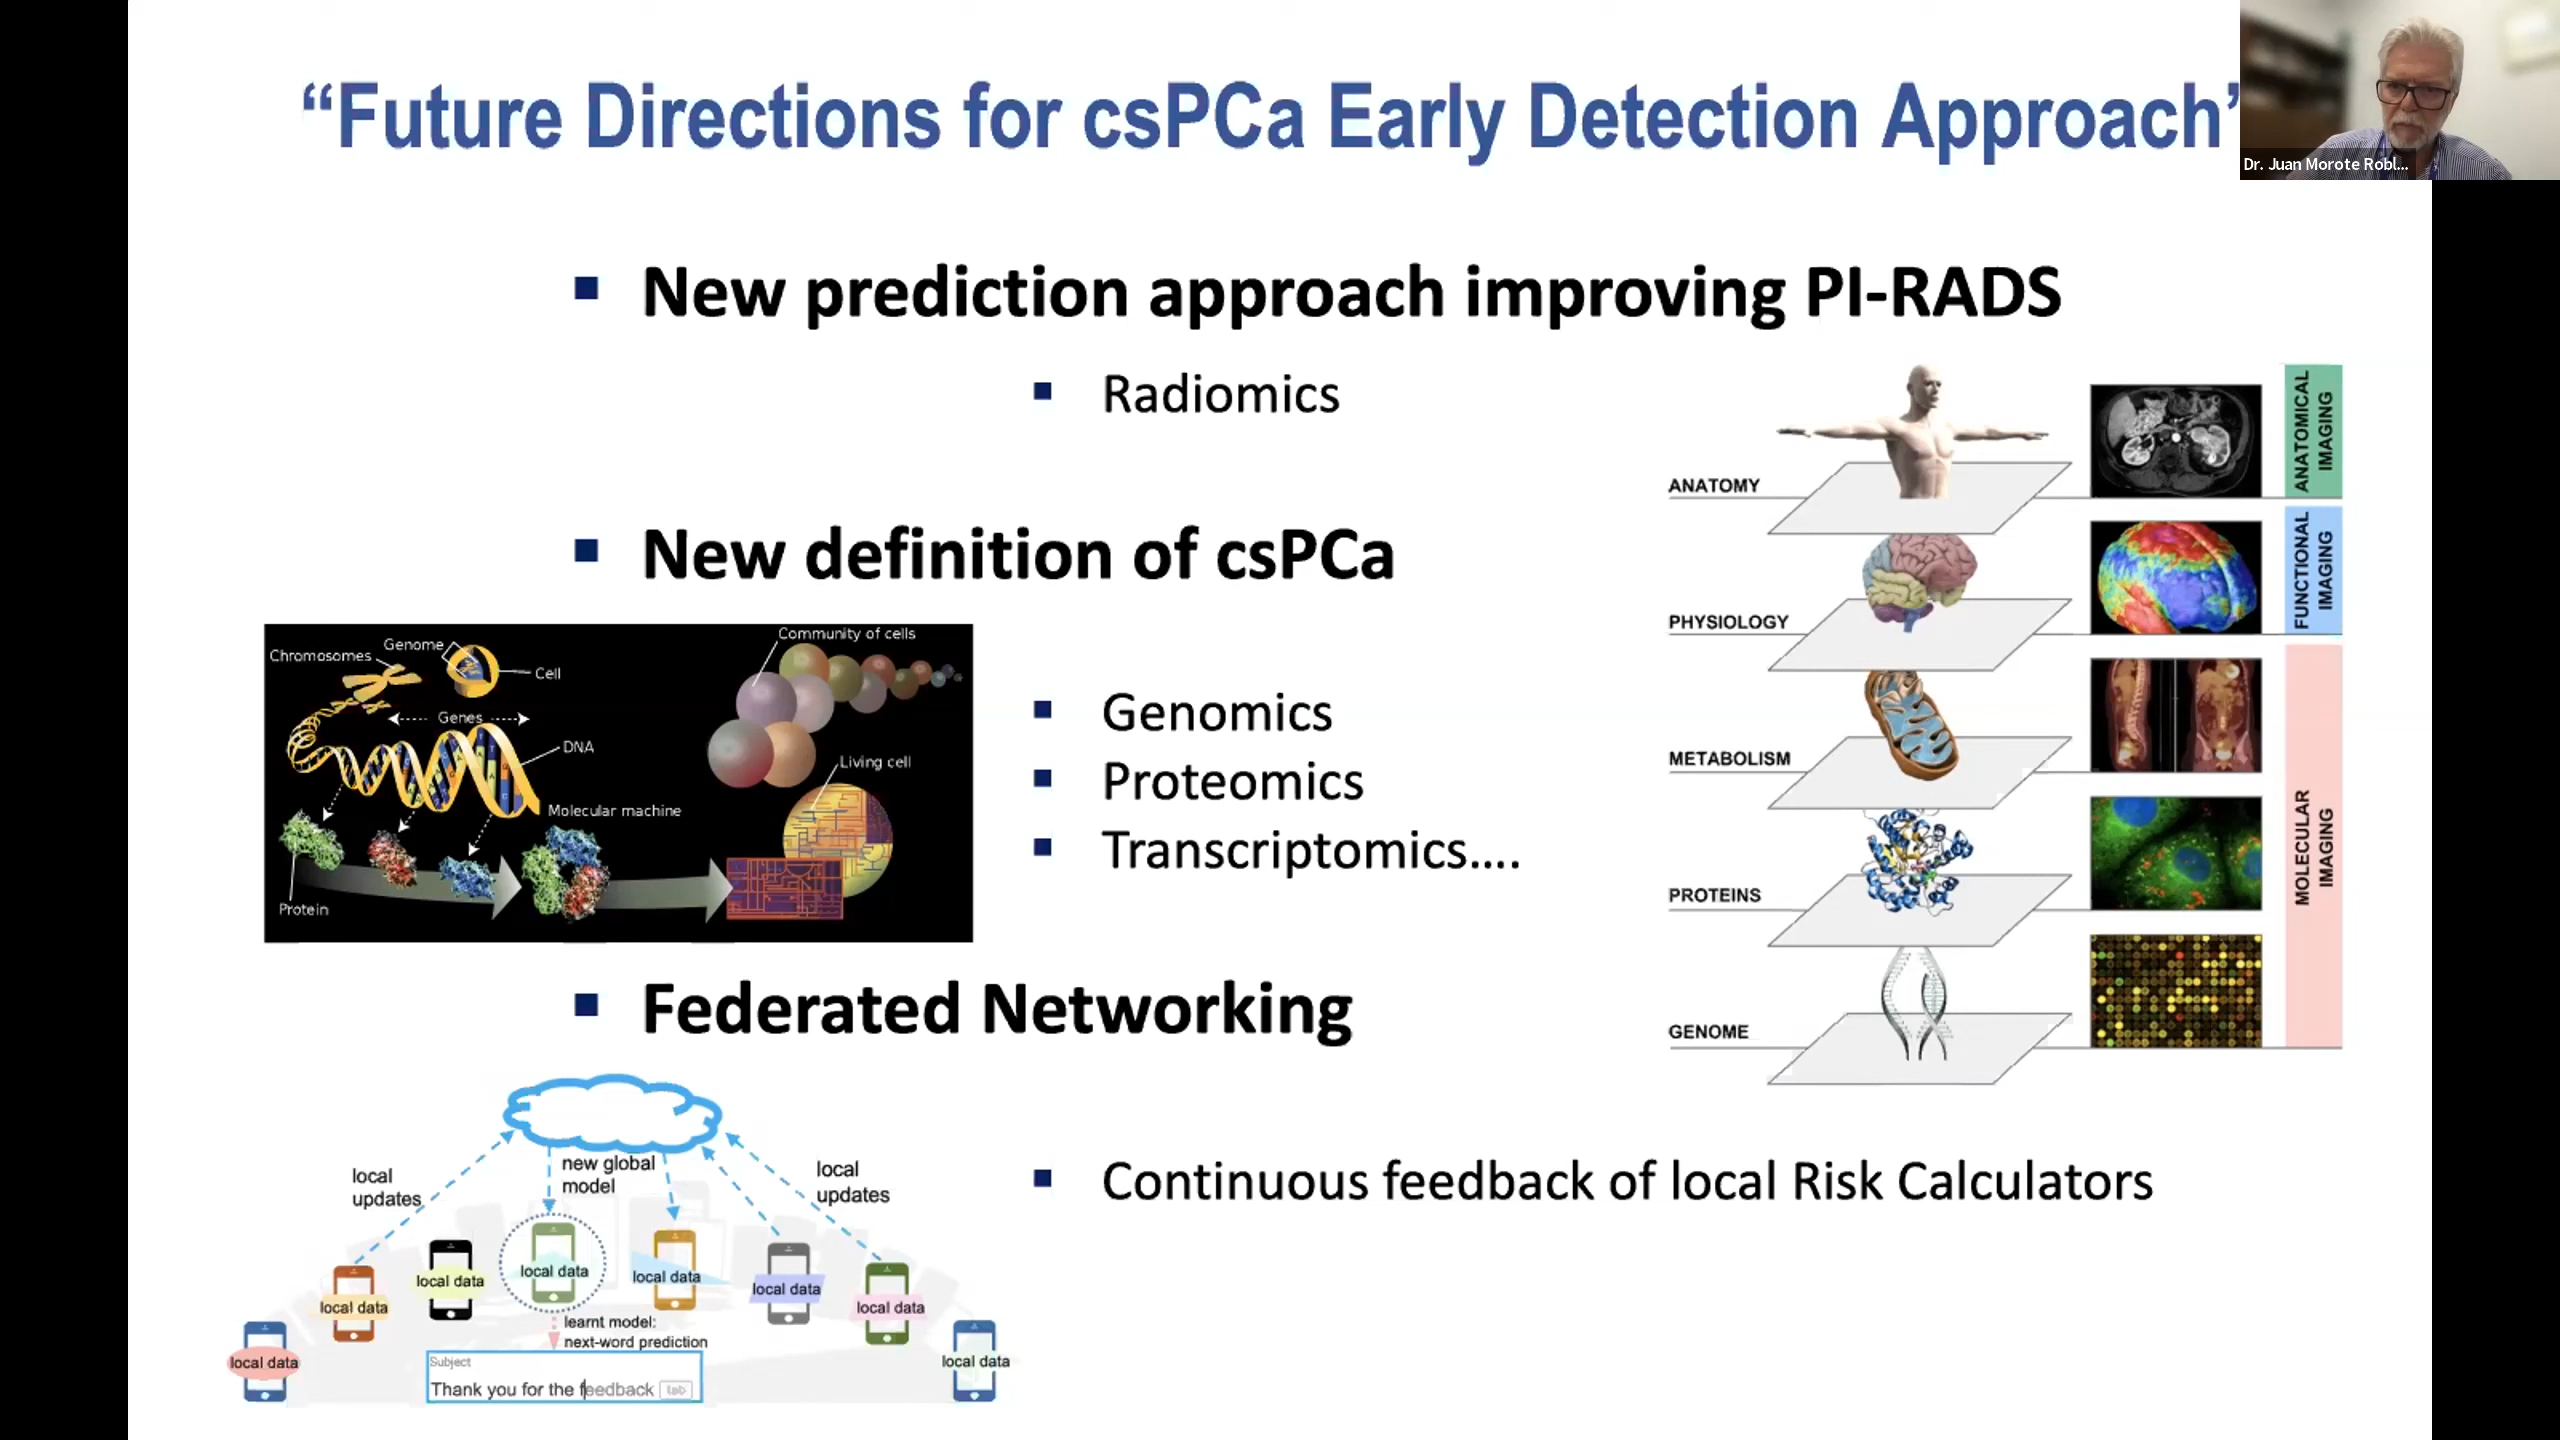 “Future Directions for csPCa Early Detection Approach”
Dr. Juan Morote Robl...
▪ New prediction approach improving PI-RADS
▪ Radiomics
▪ New definition of csPCa
Community of cells
Genome
Chromosomes
Cell
Genes
DNA
Living cell
Molecular machine
Protein
▪ Genomics
▪ Proteomics
▪ Transcriptomics....
ANATOMY
ANATOMICAL
IMAGING
PHYSIOLOGY
FUNCTIONAL
IMAGING
METABOLISM
PROTEINS
GENOME
MOLECULAR
IMAGING
▪ Federated Networking
local
updates
new global
model
local
updates
local data
local data
local data
local data
local data
local data
local data
local data
learnt model:
next-word prediction
Subject
Thank you for the feedback tab
▪ Continuous feedback of local Risk Calculators